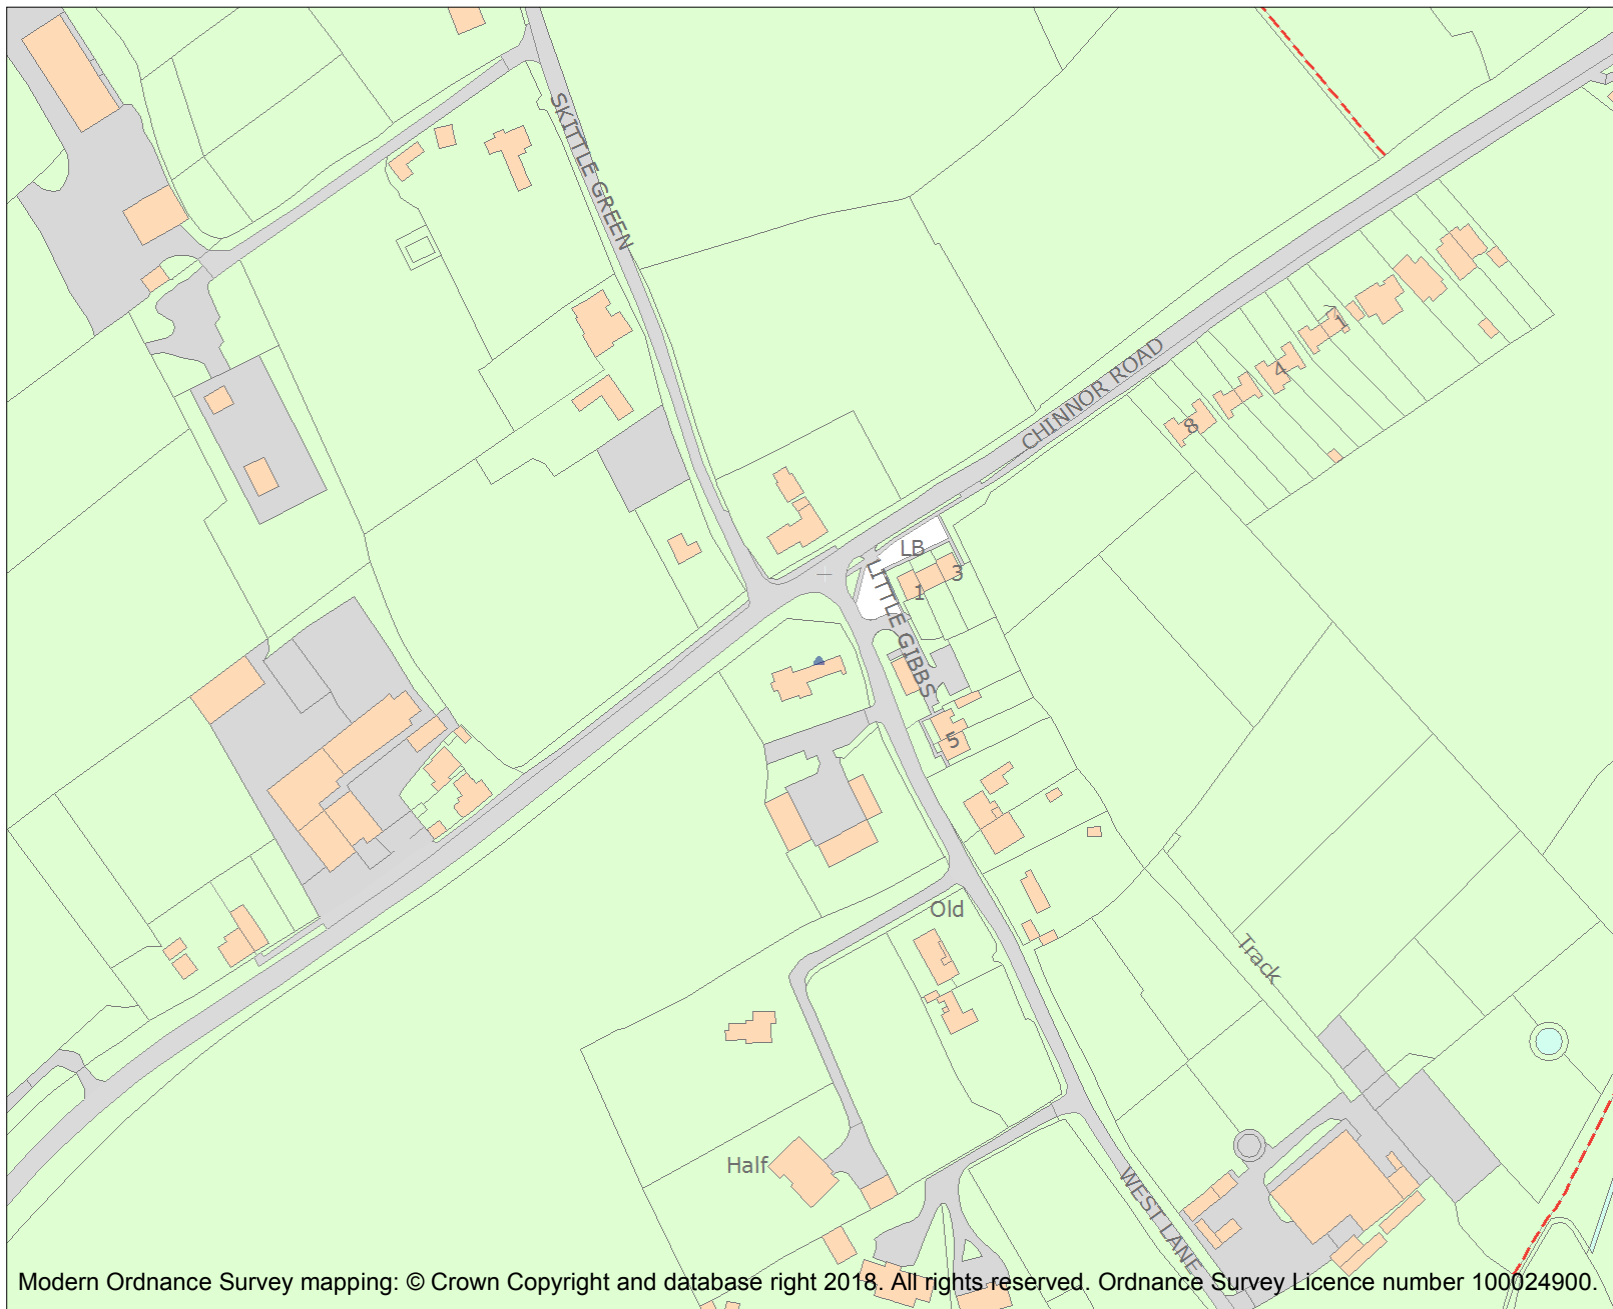 SKITTLE GREEN
CHINNOR ROAD
1
4
8
LB
3
1
LITTLE GIBBS
5
Old
Track
Half
WEST LANE
Modern Ordnance Survey mapping: © Crown Copyright and database right 2018. All rights reserved. Ordnance Survey Licence number 100024900.